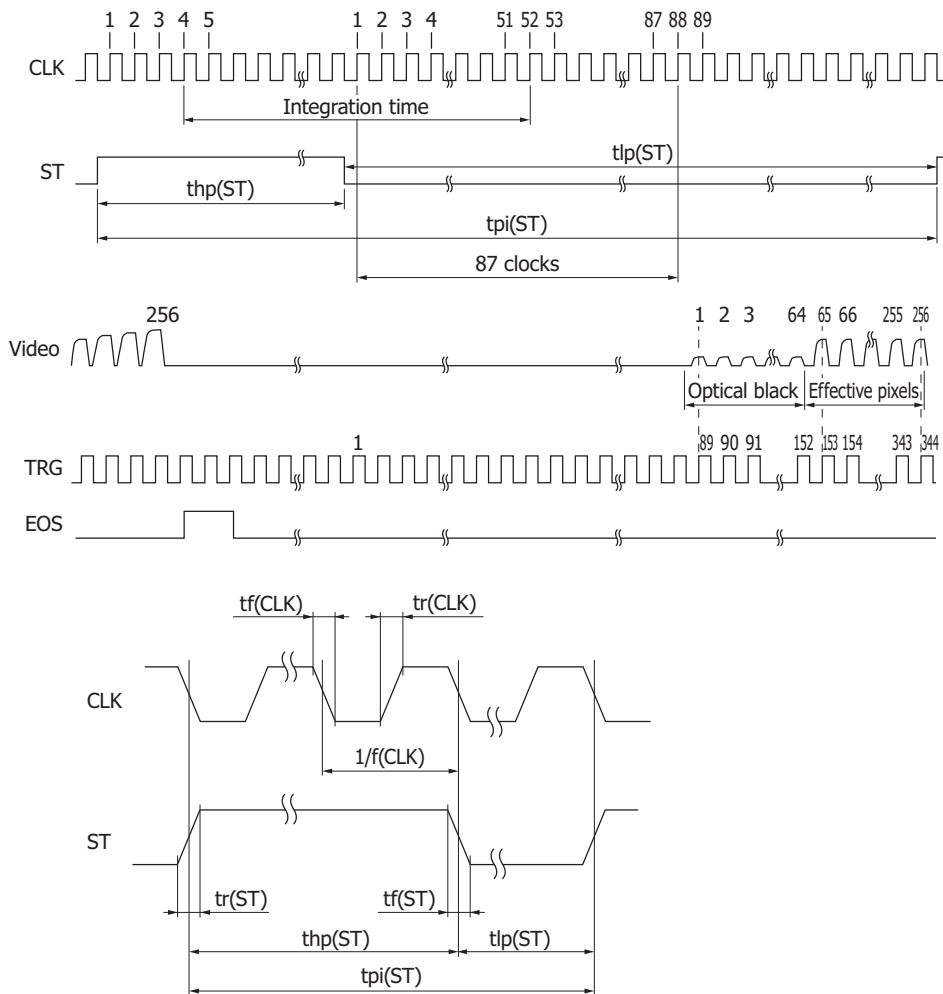 1 2 3 4 5 1 2 3 4 51 52 53 87 88 89
CLK
Integration time
tlp(ST)
ST
thp(ST)
tpi(ST)
87 clocks
256 1 2 3 64 65 66 255 256
Video
Optical black Effective pixels
1 89 90 91 152 153 154 343 344
TRG
EOS
tf(CLK) tr(CLK)
CLK
1/f(CLK)
ST
tr(ST) tf(ST)
thp(ST) tlp(ST)
tpi(ST)